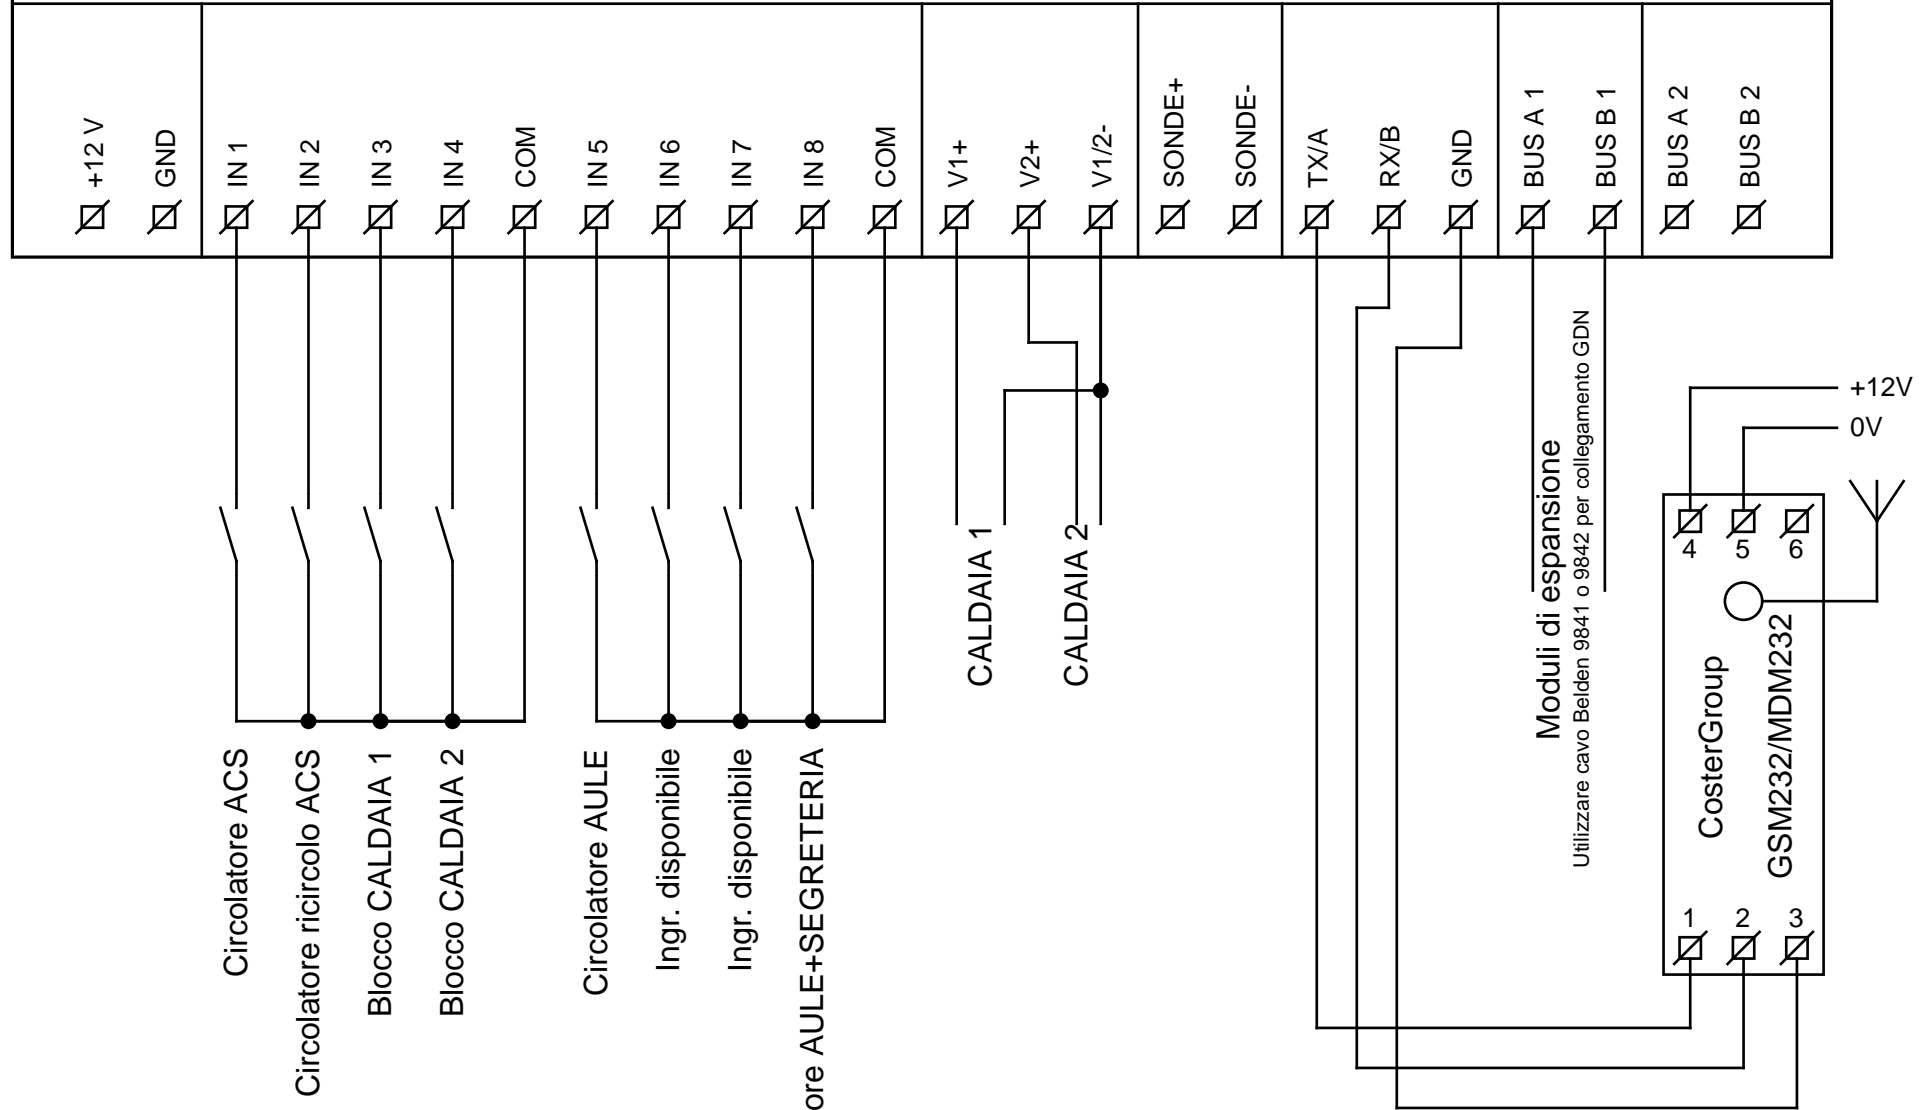 +12 V
GND
IN 1
IN 2
IN 3
IN 4
COM
IN 5
IN 6
IN 7
IN 8
COM
V1+
V2+
V1/2-
SONDE+
SONDE-
TX/A
RX/B
GND
BUS A 1
BUS B 1
BUS A 2
BUS B 2
Circolatore ACS
Circolatore ricircolo ACS
Blocco CALDAIA 1
Blocco CALDAIA 2
Circolatore AULE
Ingr. disponibile
Ingr. disponibile
ore AULE+SEGRETERIA
CALDAIA 1
CALDAIA 2
Moduli di espansione
Utilizzare cavo Belden 9841 o 9842 per collegamento GDN
+12V
0V
4
5
6
CosterGroup
GSM232/MDM232
1
2
3